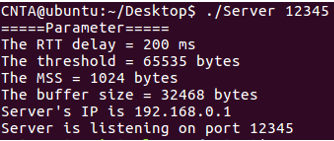 CNTA@ubuntu:~/Desktop$ ./Server 12345
=====Parameter=====
The RTT delay = 200 ms
The threshold = 65535 bytes
The MSS = 1024 bytes
The buffer size = 32468 bytes
Server's IP is 192.168.0.1
Server is listening on port 12345